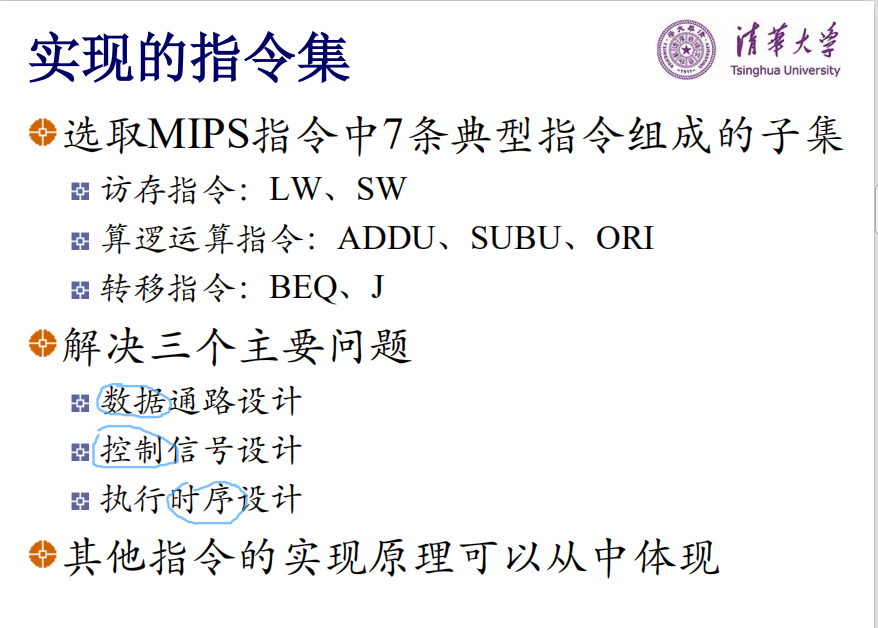 实现的指令集
清华大学
Tsinghua University
选取MIPS指令中7条典型指令组成的子集
访存指令：LW、SW
算逻运算指令：ADDU、SUBU、ORI
转移指令：BEQ、J
解决三个主要问题
数据通路设计
控制信号设计
执行时序设计
其他指令的实现原理可以从中体现